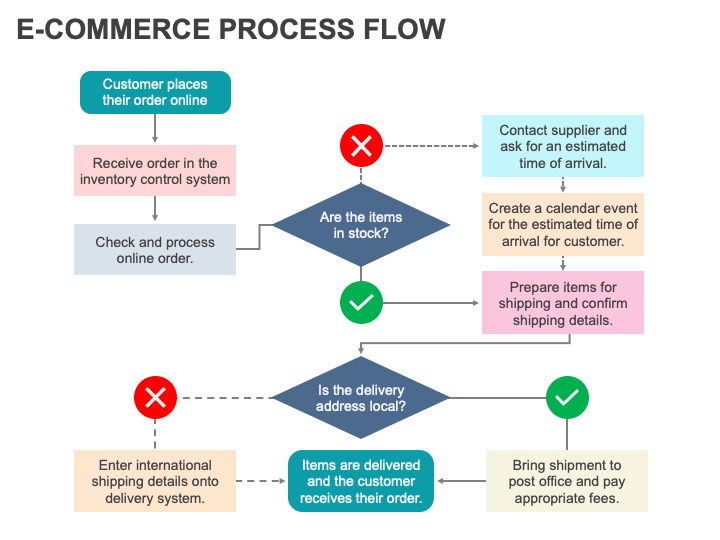 E-COMMERCE PROCESS FLOW
Customer places
their order online
Receive order in the
inventory control system
Check and process
online order.
Are the items
in stock?
Contact supplier and
ask for an estimated
time of arrival.
Create a calendar event
for the estimated time of
arrival for customer.
Prepare items for
shipping and confirm
shipping details.
Is the delivery
address local?
Enter international
shipping details onto
delivery system.
Items are delivered
and the customer
receives their order.
Bring shipment to
post office and pay
appropriate fees.